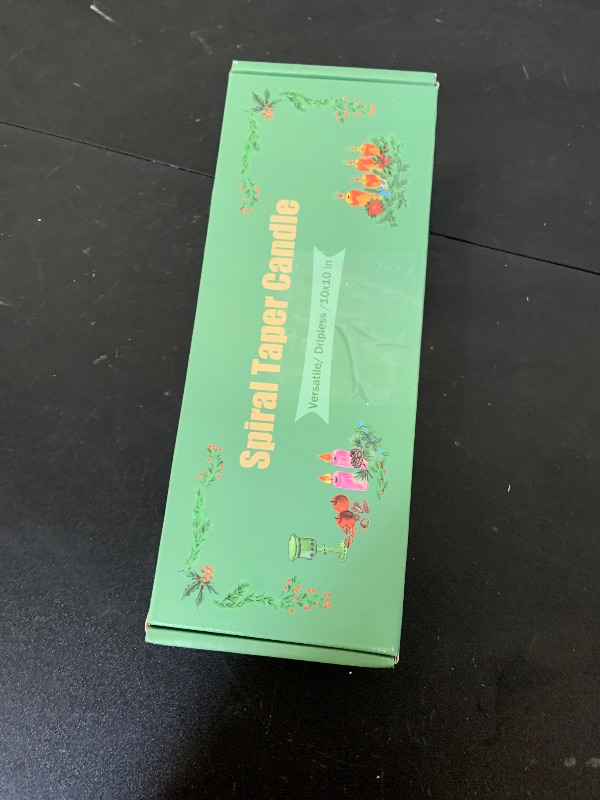 Spiral Taper Candle
Versatile/ Dripless /10x10 in